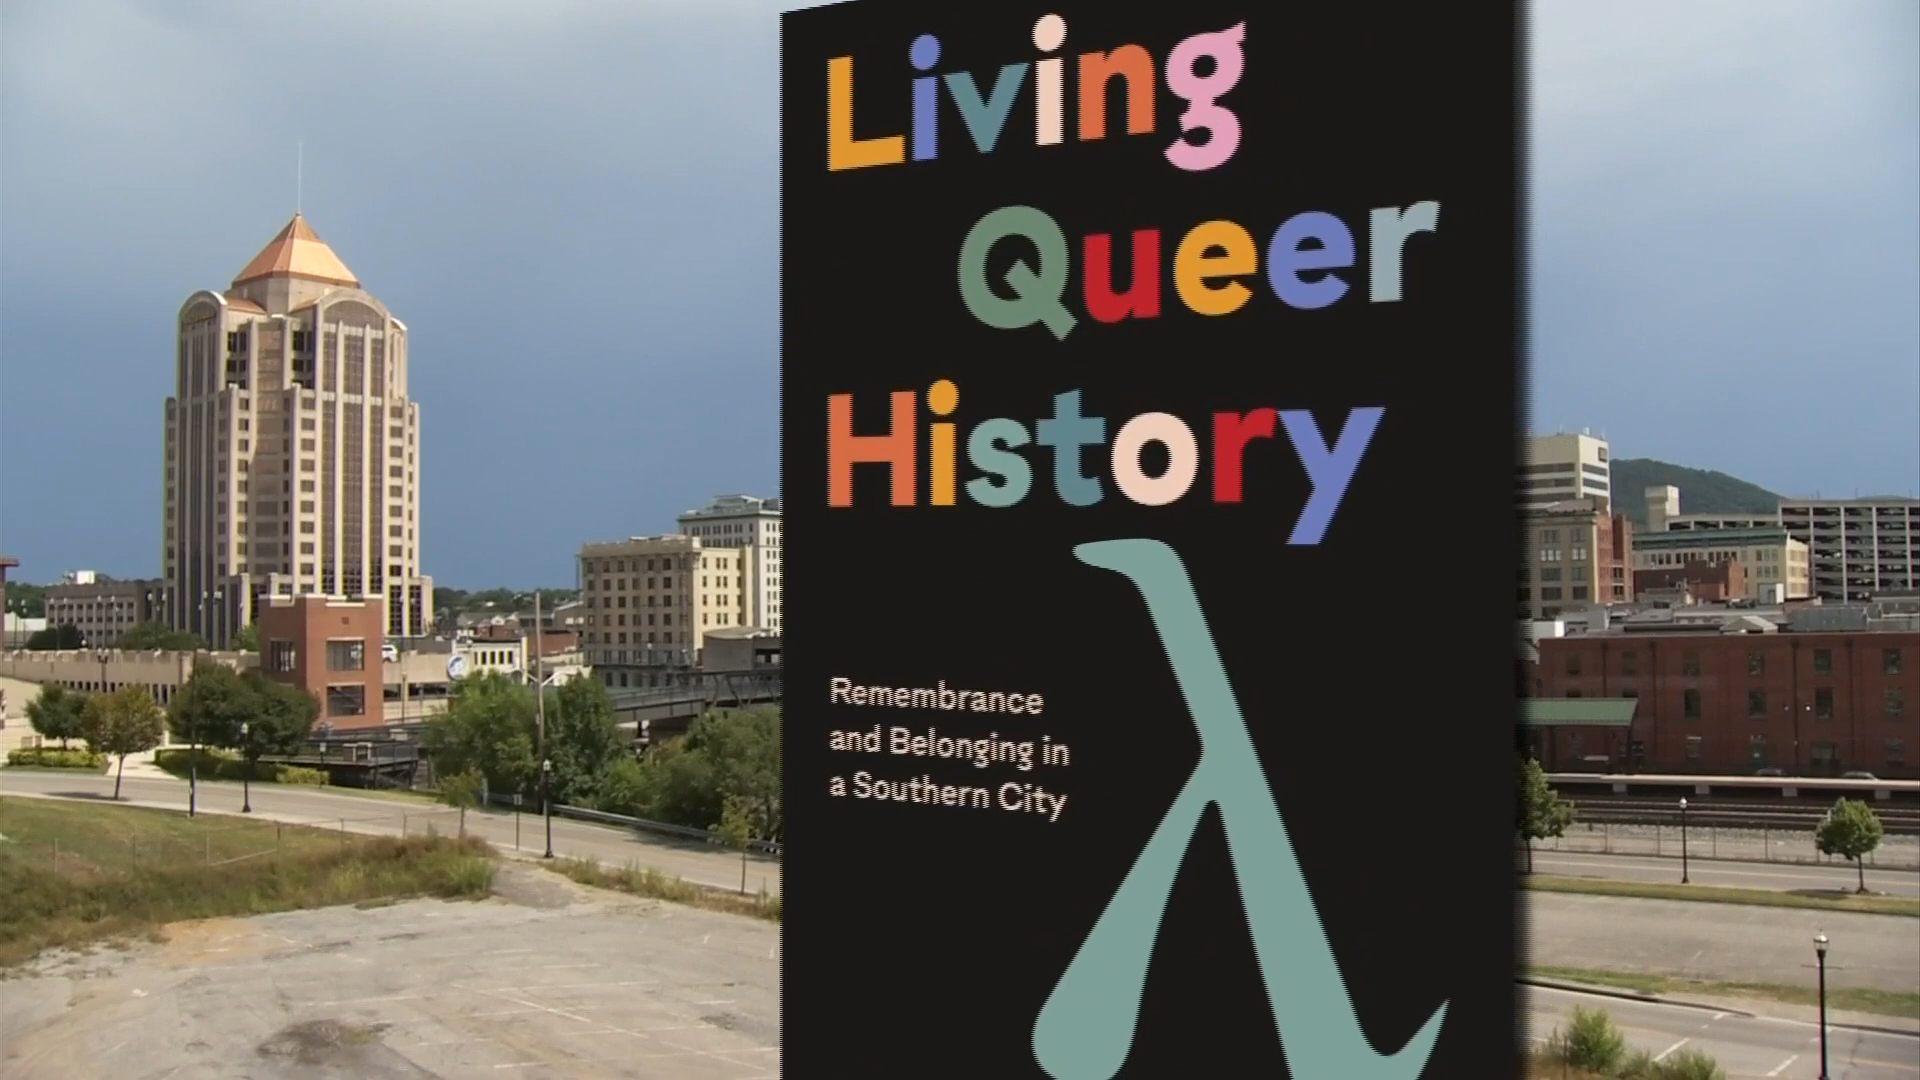 Living
Queer
History
Remembrance
and Belonging in
a Southern City
λ